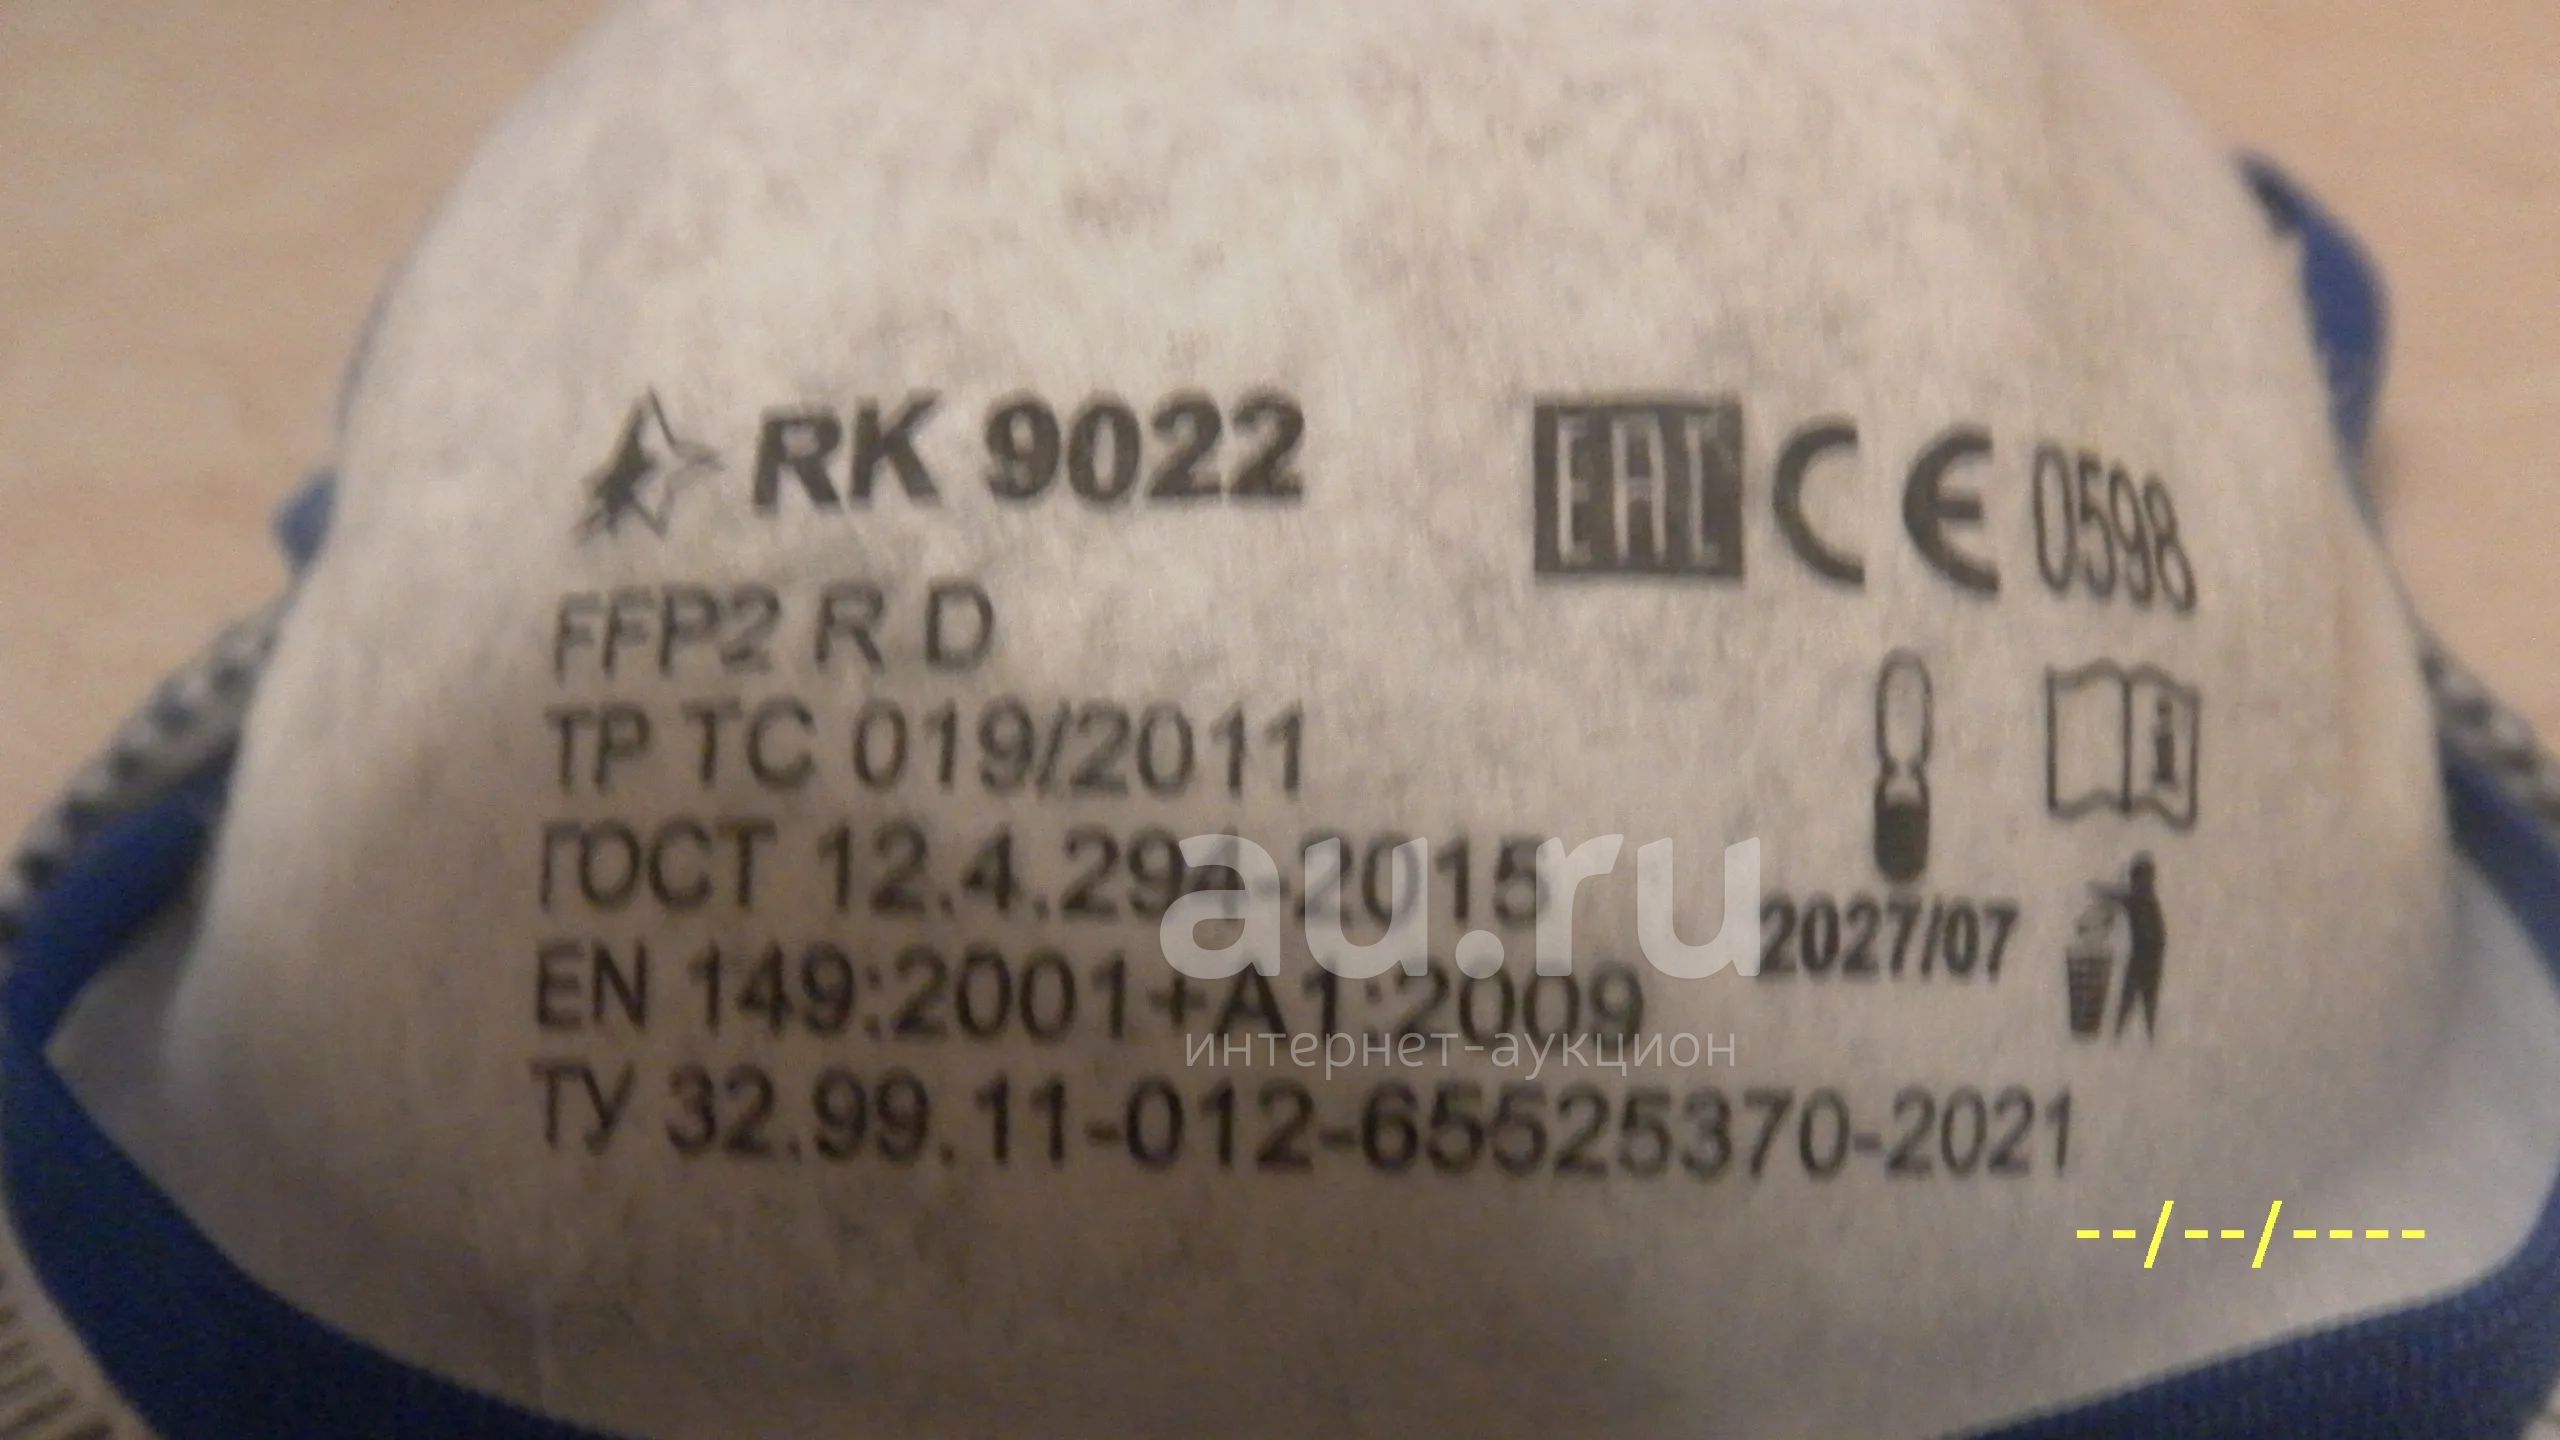 RK 9022
EAC CE 0598
FFP2 R D
ТР ТС 019/2011
ГОСТ 12.4.294-2015
2027/07
EN 149:2001+A1:2009
ТУ 32.99.11-012-65525370-2021
au.ru
интернет-аукцион
--/--/----